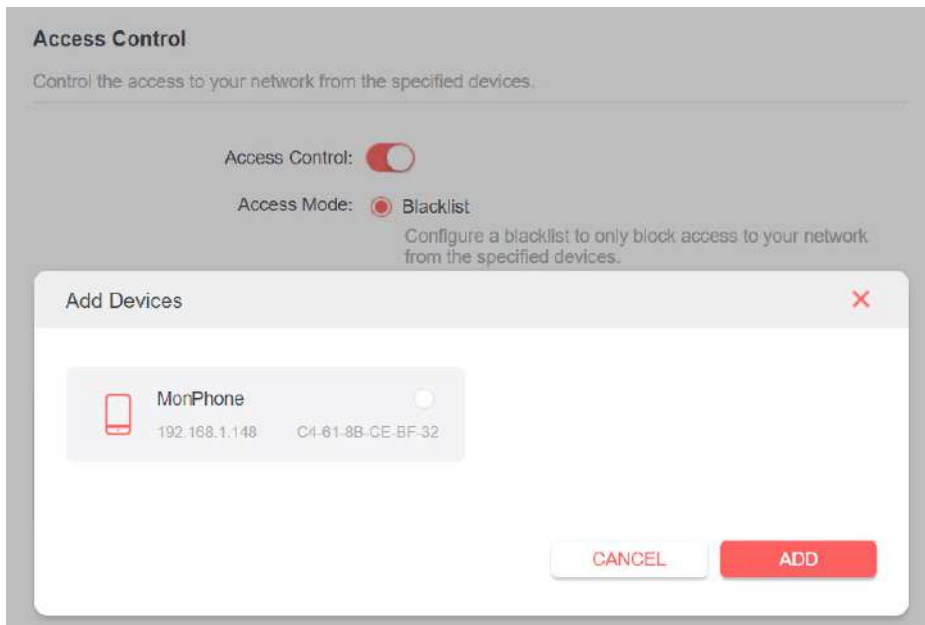 Access Control
Control the access to your network from the specified devices.
Access Control:
Access Mode: Blacklist
Configure a blacklist to only block access to your network
from the specified devices.
Add Devices
MonPhone
192.168.1.148 C4-61-8B-CE-BF-32
CANCEL ADD